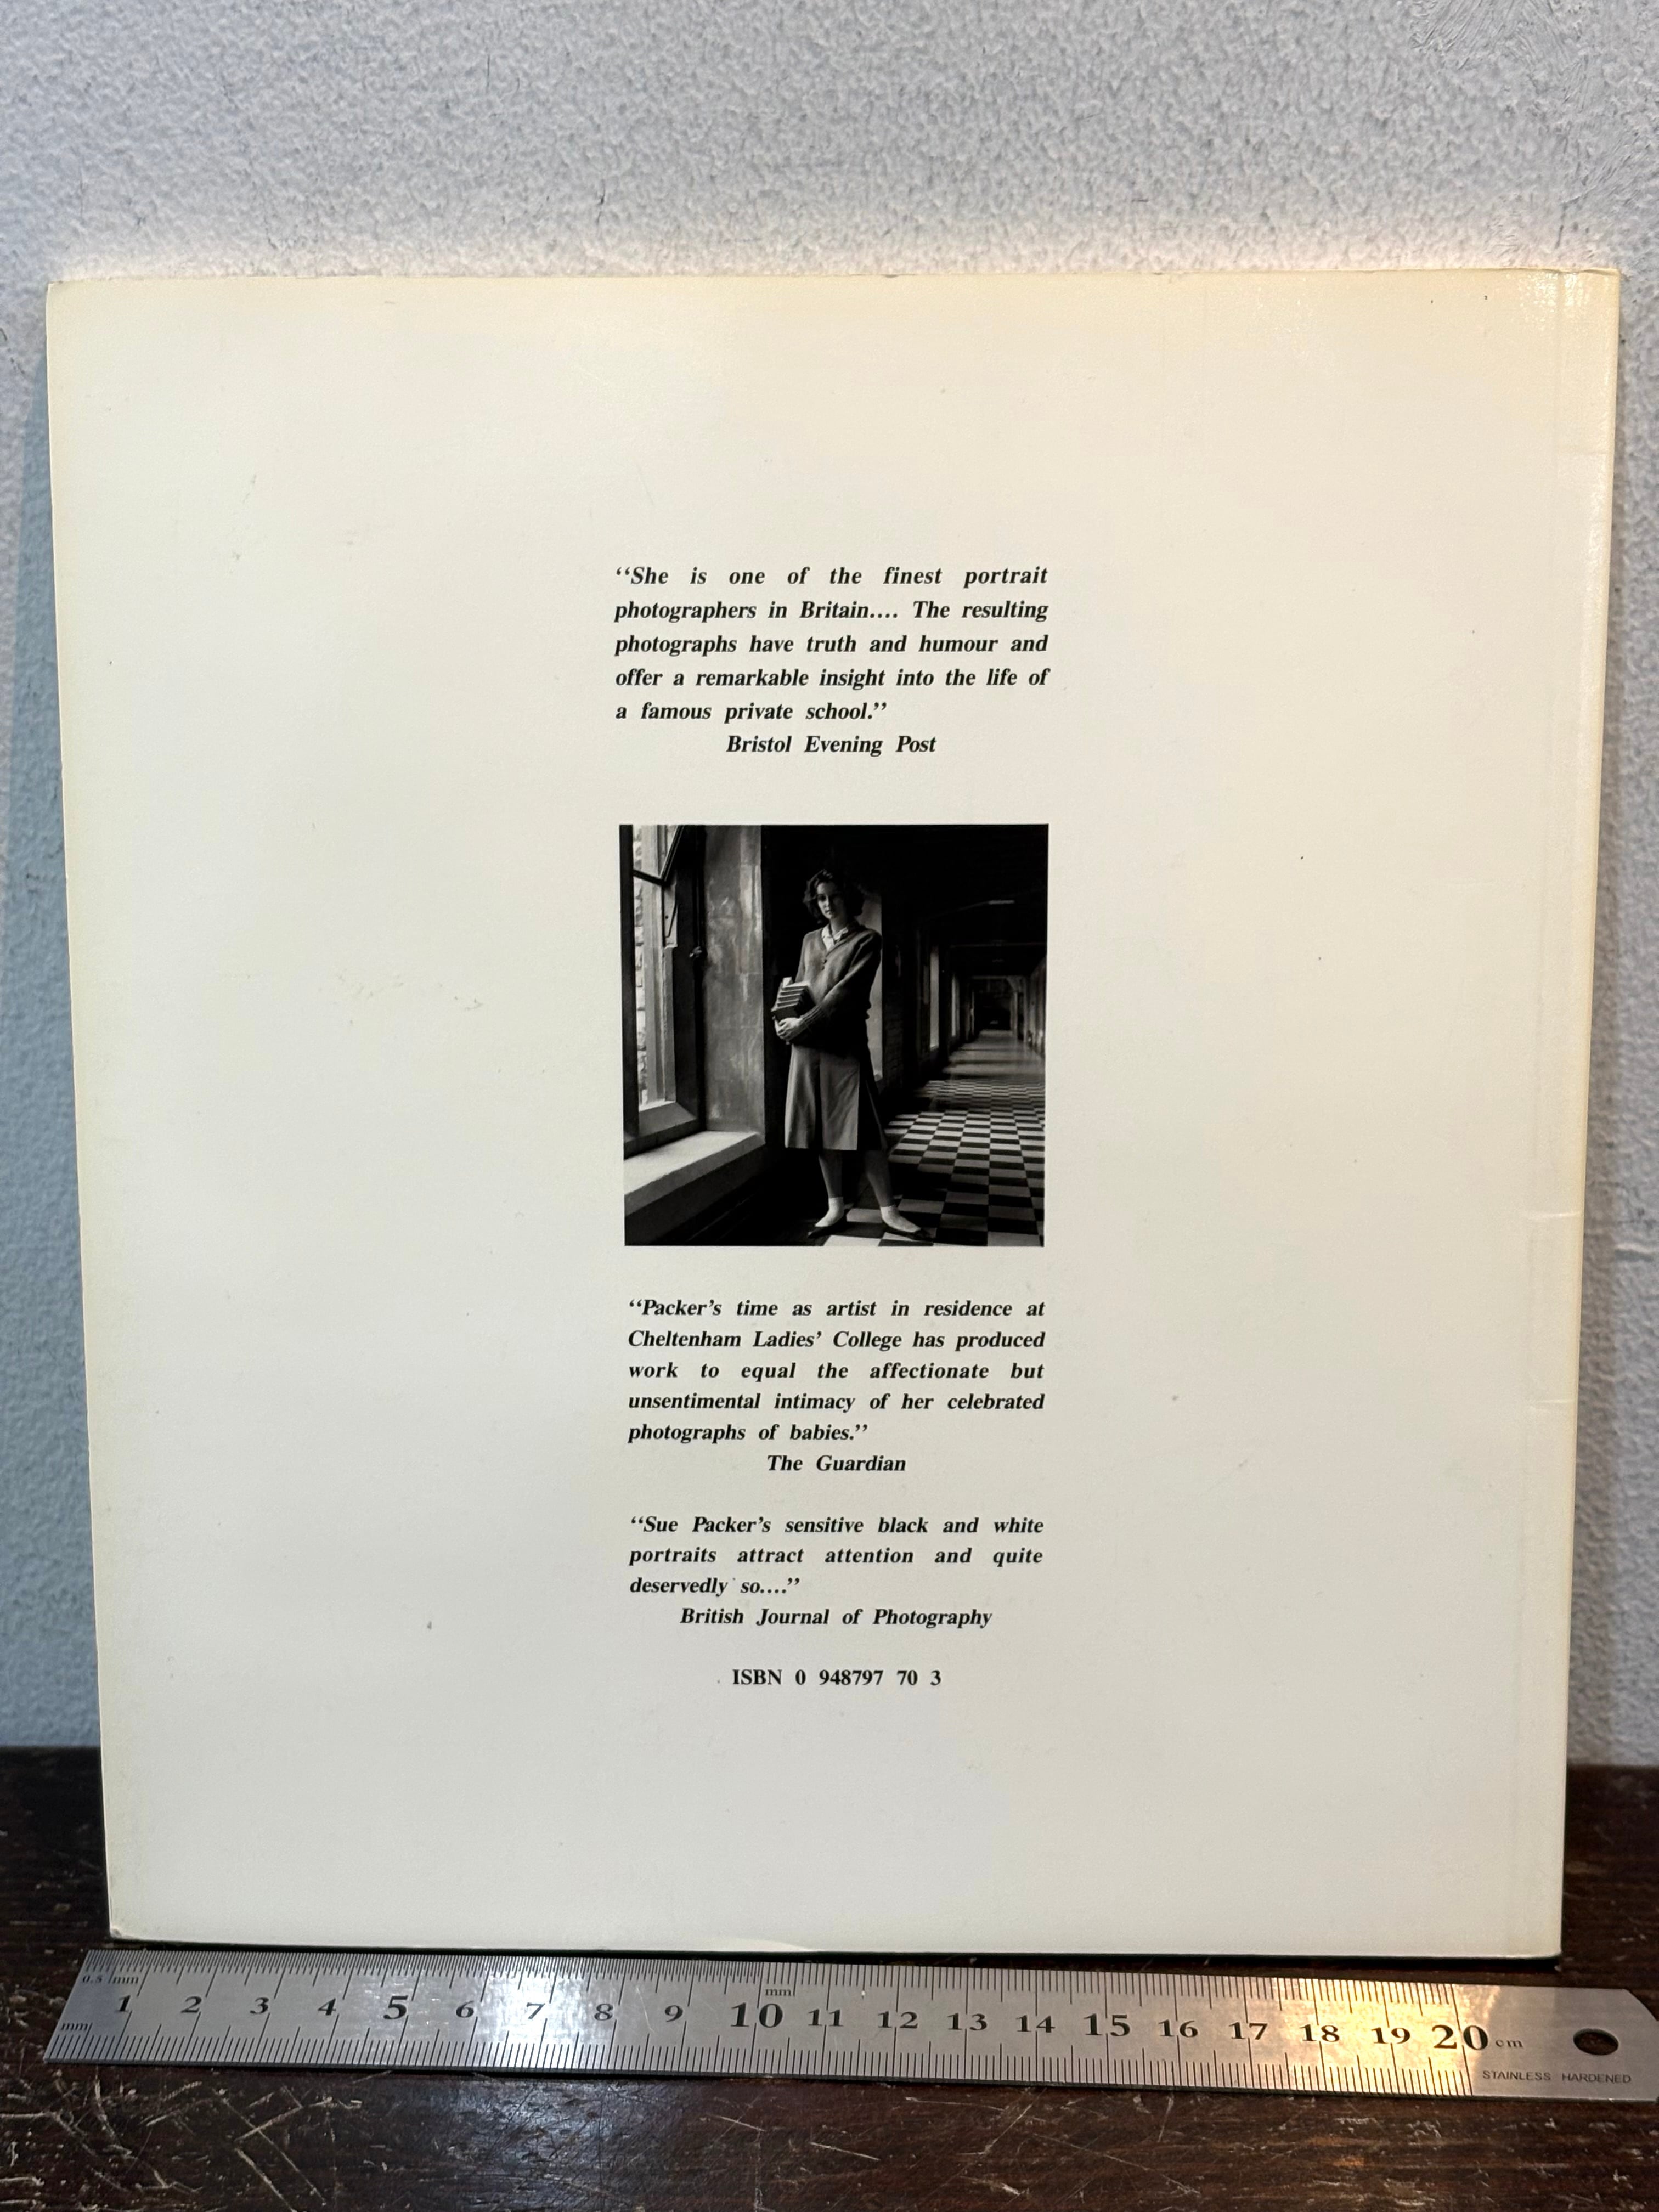 ‘‘She is one of the finest portrait
photographers in Britain.... The resulting
photographs have truth and humour and
offer a remarkable insight into the life of
a famous private school.’’
Bristol Evening Post
‘‘Packer’s time as artist in residence at
Cheltenham Ladies’ College has produced
work to equal the affectionate but
unsentimental intimacy of her celebrated
photographs of babies.’’
The Guardian
‘‘Sue Packer’s sensitive black and white
portraits attract attention and quite
deservedly so....’’
British Journal of Photography
ISBN 0 948797 70 3
0.5 mm
mm
1 2 3 4 5 6 7 8 9 10 11 12 13 14 15 16 17 18 19 20 cm
mm
STAINLESS HARDENED